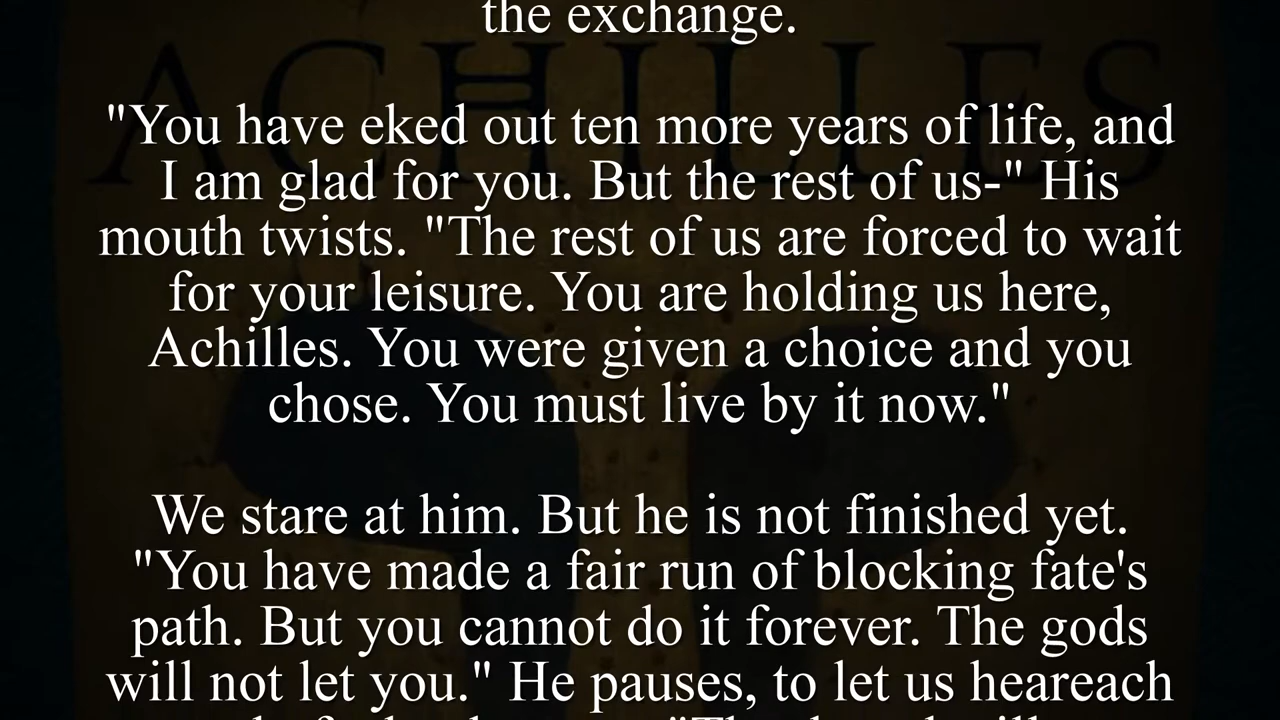 the exchange.
ACHILLES
"You have eked out ten more years of life, and
I am glad for you. But the rest of us-" His
mouth twists. "The rest of us are forced to wait
for your leisure. You are holding us here,
Achilles. You were given a choice and you
chose. You must live by it now."
We stare at him. But he is not finished yet.
"You have made a fair run of blocking fate's
path. But you cannot do it forever. The gods
will not let you." He pauses, to let us heareach